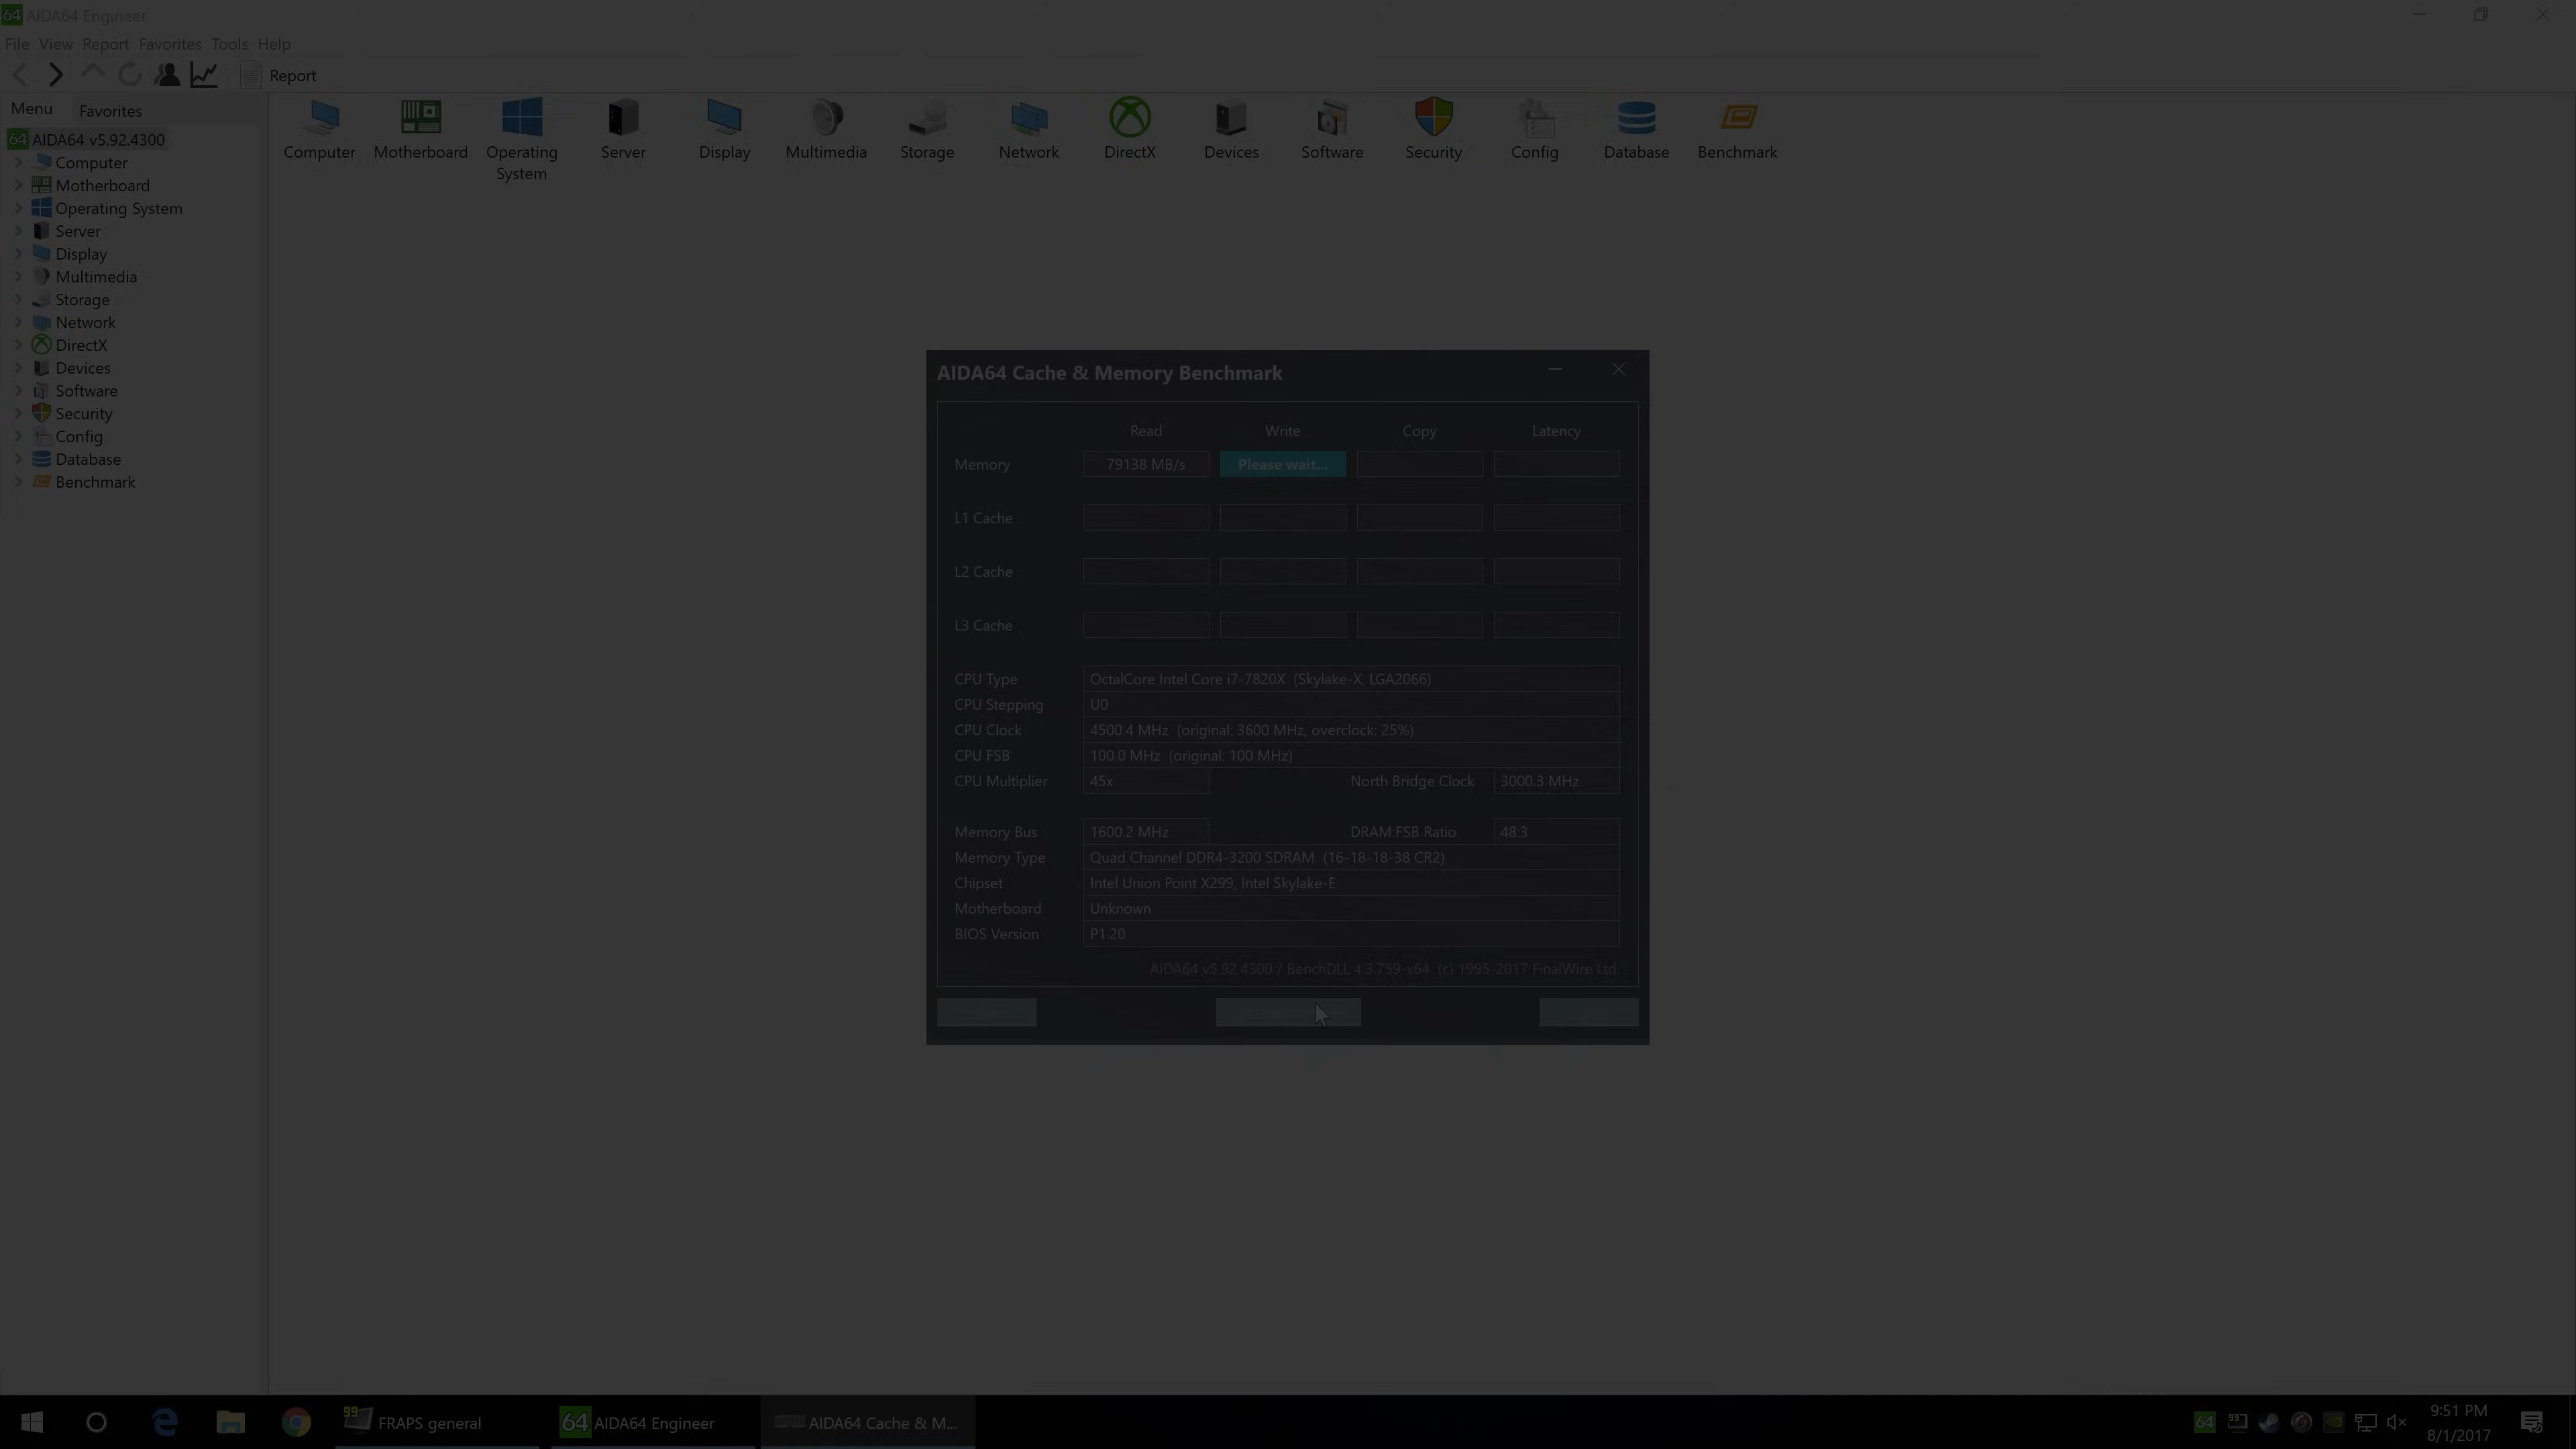 64 AIDA64 Engineer
File View Report Favorites Tools Help
Report
Menu Favorites
64 AIDA64 v5.92.4300
Computer
Motherboard
Operating System
Server
Display
Multimedia
Storage
Network
DirectX
Devices
Software
Security
Config
Database
Benchmark
Computer Motherboard Operating System Server Display Multimedia Storage Network DirectX Devices Software Security Config Database Benchmark
AIDA64 Cache & Memory Benchmark
Read Write Copy Latency
Memory 79138 MB/s Please wait...
L1 Cache
L2 Cache
L3 Cache
CPU Type OctalCore Intel Core i7-7820X (Skylake-X, LGA2066)
CPU Stepping U0
CPU Clock 4500.4 MHz (original: 3600 MHz, overclock: 25%)
CPU FSB 100.0 MHz (original: 100 MHz)
CPU Multiplier 45x North Bridge Clock 3000.3 MHz
Memory Bus 1600.2 MHz DRAM:FSB Ratio 48:3
Memory Type Quad Channel DDR4-3200 SDRAM (16-18-18-38 CR2)
Chipset Intel Union Point X299, Intel Skylake-E
Motherboard Unknown
BIOS Version P1.20
AIDA64 v5.92.4300 / BenchDLL 4.3.759-x64 (c) 1995-2017 FinalWire Ltd.
99 FRAPS general 64 AIDA64 Engineer AIDA64 Cache & M... 64 99 9:51 PM
8/1/2017